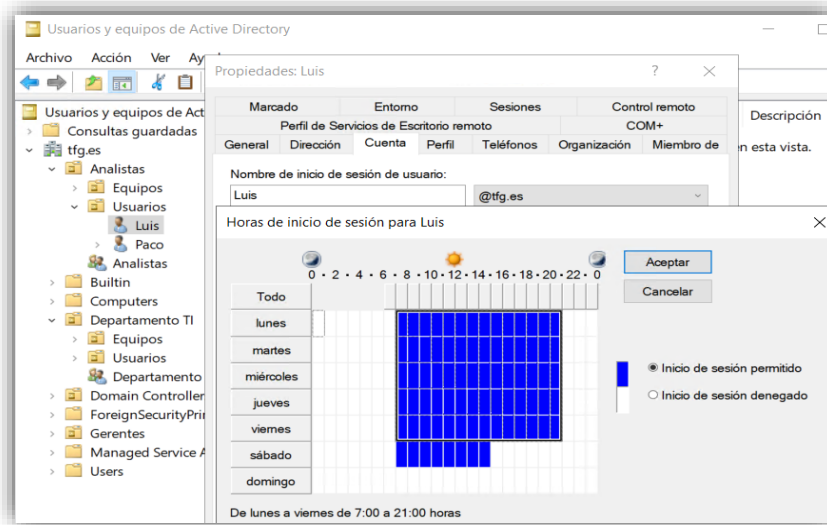 Usuarios y equipos de Active Directory
Archivo Acción Ver Ay
Propiedades: Luis ? ×
Marcado Entorno Sesiones Control remoto
Perfil de Servicios de Escritorio remoto COM+
General Dirección Cuenta Perfil Teléfonos Organización Miembro de
Nombre de inicio de sesión de usuario:
Luis @tfg.es
Descripción
n esta vista.
Usuarios y equipos de Act
Consultas guardadas
tfg.es
Analistas
Equipos
Usuarios
Luis
Paco
Analistas
Builtin
Computers
Departamento TI
Equipos
Usuarios
Departamento
Domain Controller
ForeignSecurityPri
Gerentes
Managed Service A
Users
Horas de inicio de sesión para Luis
0 · 2 · 4 · 6 · 8 · 10 · 12 · 14 · 16 · 18 · 20 · 22 · 0
Todo
lunes
martes
miércoles
jueves
viernes
sábado
domingo
Aceptar
Cancelar
Inicio de sesión permitido
Inicio de sesión denegado
De lunes a viernes de 7:00 a 21:00 horas